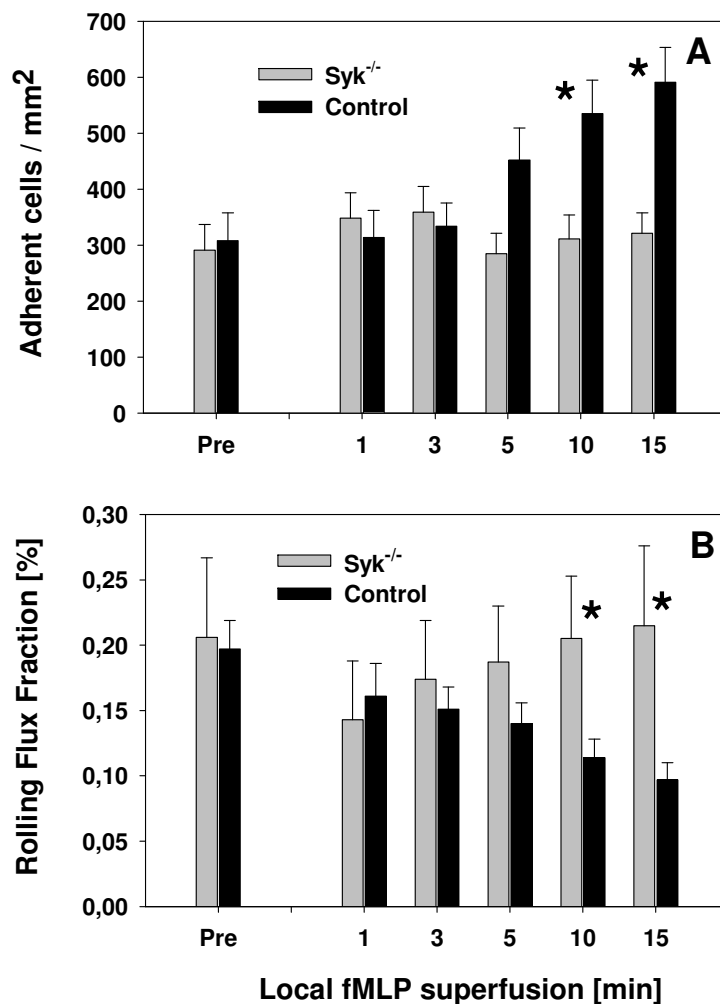 A
Syk-/-
Control
Adherent cells / mm2
700
600
500
400
300
200
100
0
* *
Pre 1 3 5 10 15
B
Syk-/-
Control
Rolling Flux Fraction [%]
0,30
0,25
0,20
0,15
0,10
0,05
0,00
* *
Pre 1 3 5 10 15
Local fMLP superfusion [min]